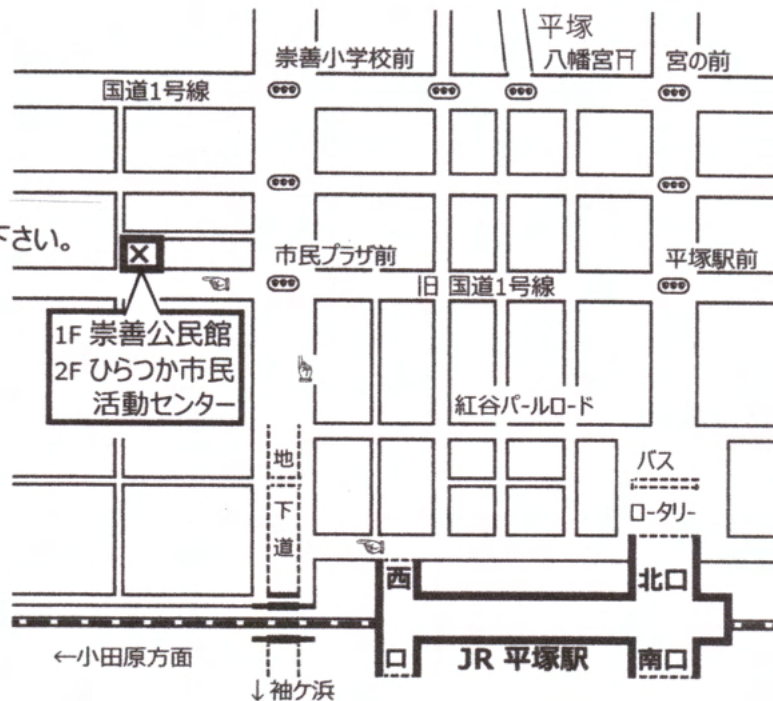 平塚
崇善小学校前
八幡宮
宮の前
国道1号線
下さい。
市民プラザ前
平塚駅前
旧 国道1号線
1F 崇善公民館
2F ひらつか市民
活動センター
紅谷パールロード
地
下
道
バス
ロータリー
西
口
北口
←小田原方面
JR 平塚駅
南口
↓袖ケ浜